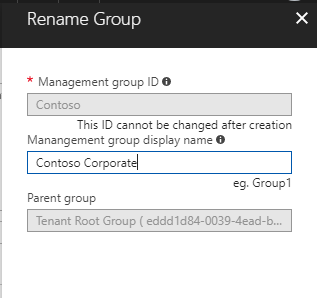 Rename Group
* Management group ID
Contoso
This ID cannot be changed after creation
Manangement group display name
Contoso Corporate
eg. Group1
Parent group
Tenant Root Group ( eddd1d84-0039-4ead-b...